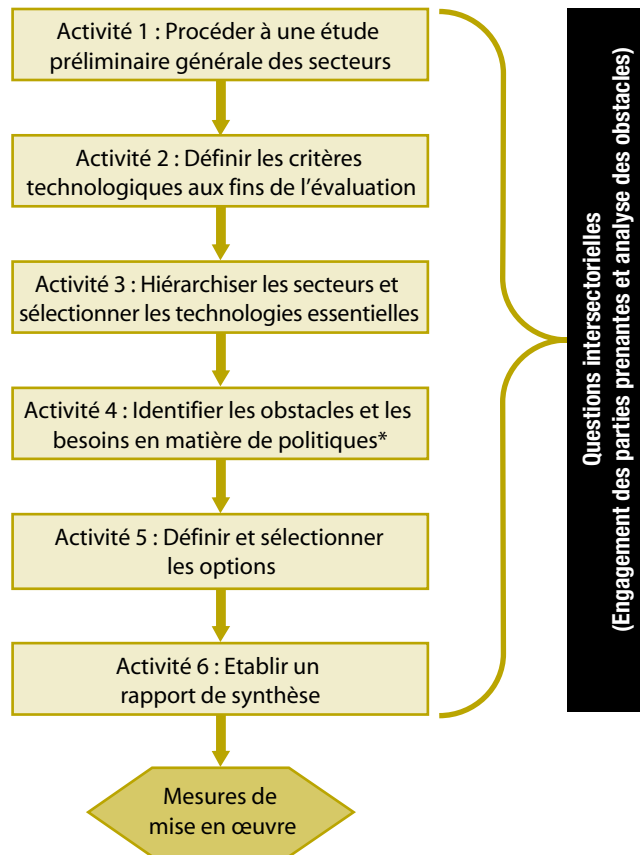 Activité 1 : Procéder à une étude
préliminaire générale des secteurs
Activité 2 : Définir les critères
technologiques aux fins de l’évaluation
Activité 3 : Hiérarchiser les secteurs et
sélectionner les technologies essentielles
Activité 4 : Identifier les obstacles et les
besoins en matière de politiques*
Activité 5 : Définir et sélectionner
les options
Activité 6 : Etablir un
rapport de synthèse
Mesures de
mise en œuvre
Questions intersectorielles
(Engagement des parties prenantes et analyse des obstacles)